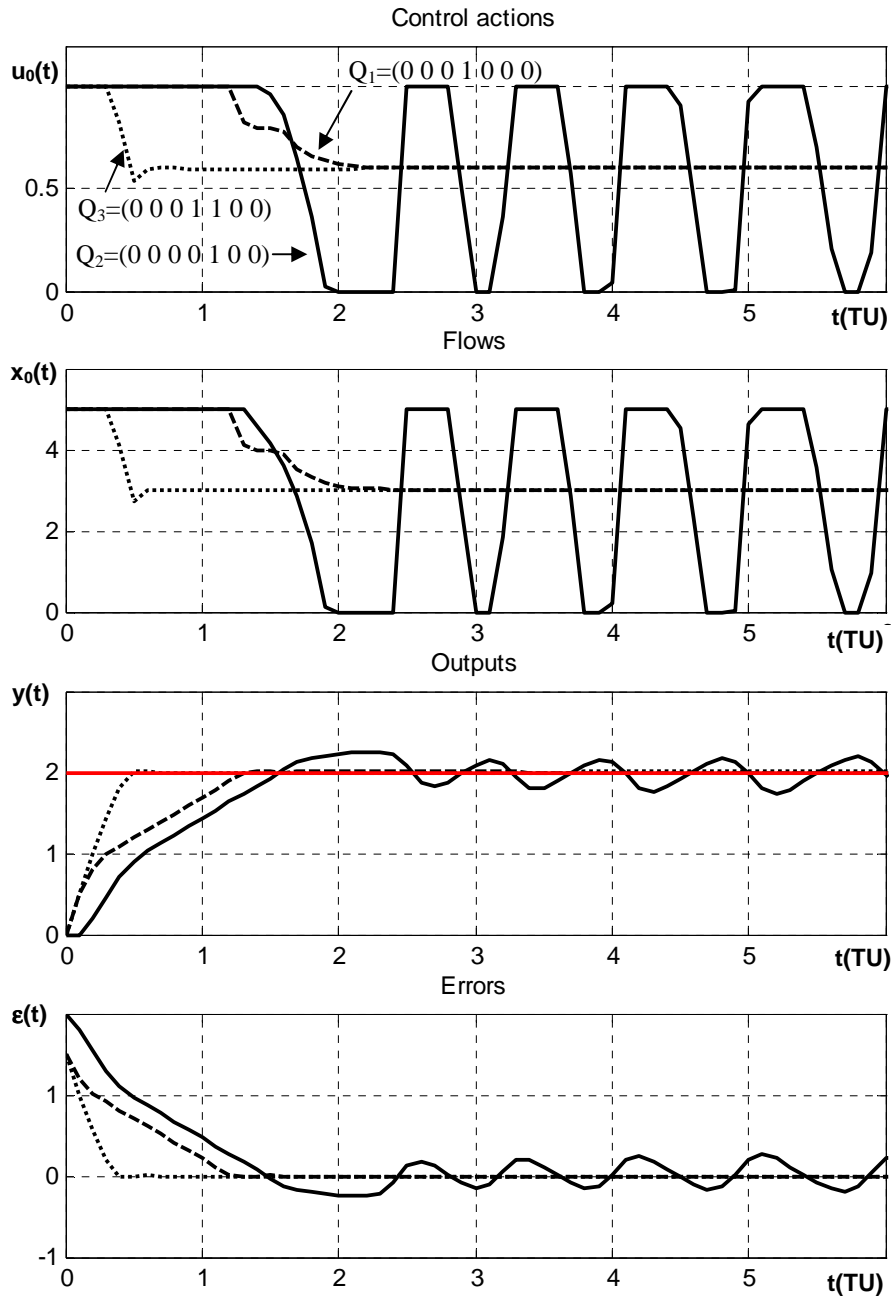 Control actions
u₀(t)
Q₁=(0 0 0 1 0 0 0)
0.5
Q₃=(0 0 0 1 1 0 0)
Q₂=(0 0 0 0 1 0 0)
0
0 1 2 3 4 5 t(TU)
Flows
x₀(t)
4
2
0
0 1 2 3 4 5 t(TU)
Outputs
y(t)
2
1
0
0 1 2 3 4 5 t(TU)
Errors
ε(t)
1
0
-1
0 1 2 3 4 5 t(TU)